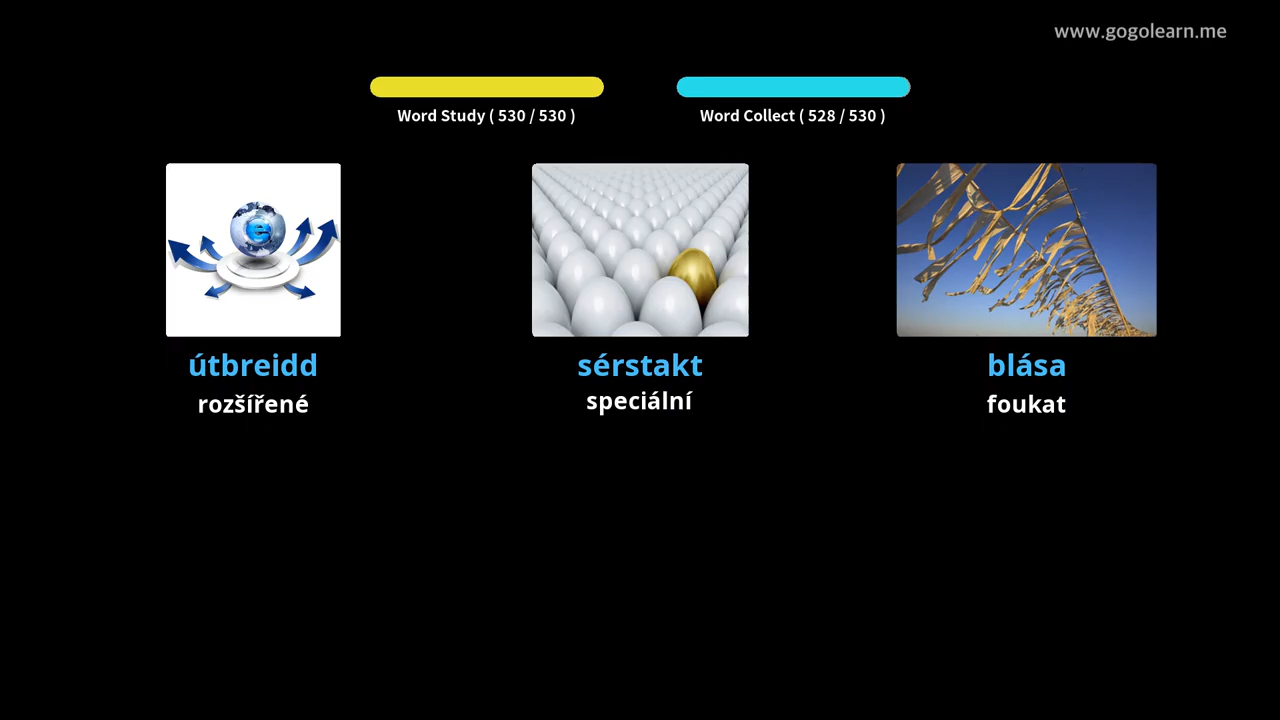 www.gogolearn.me
Word Study ( 530 / 530 )
Word Collect ( 528 / 530 )
e
útbreidd
sérstakt
blása
rozšířené
speciální
foukat